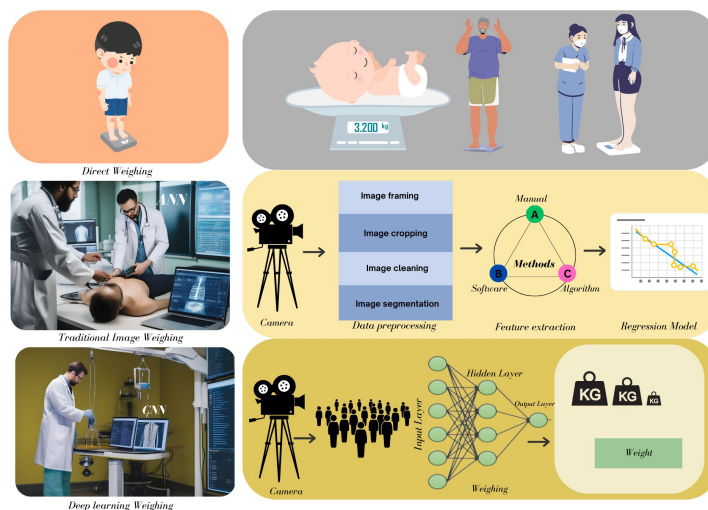 3.200 kg
Direct Weighing
ANN
Traditional Image Weighing
Camera
Image framing
Image cropping
Image cleaning
Image segmentation
Data preprocessing
Manual
A
Methods
B
C
Software
Algorithm
Feature extraction
Regression Model
CNN
Deep learning Weighing
Camera
Input Layer
Hidden Layer
Output Layer
Weighing
KG
KG
KG
Weight